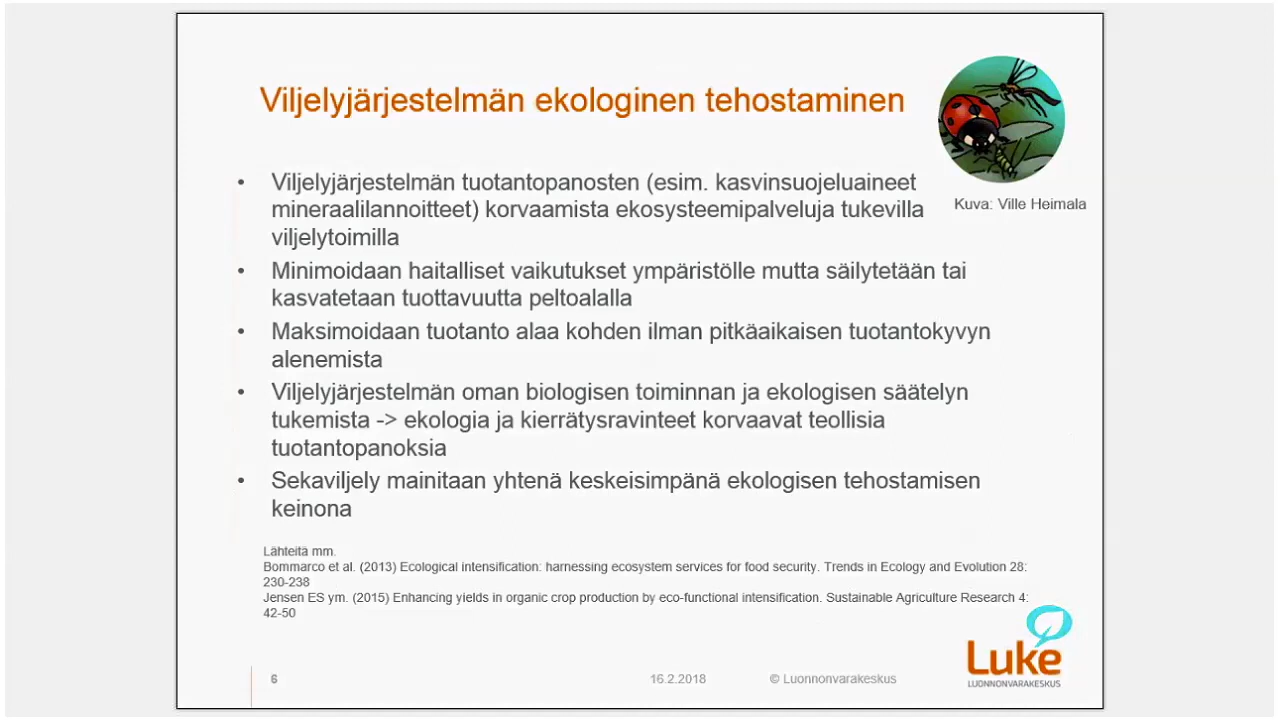 Viljelyjärjestelmän ekologinen tehostaminen
Kuva: Ville Heimala
• Viljelyjärjestelmän tuotantopanosten (esim. kasvinsuojeluaineet
mineraalilannoitteet) korvaamista ekosysteemipalveluja tukevilla
viljelytoimilla
• Minimoidaan haitalliset vaikutukset ympäristölle mutta säilytetään tai
kasvatetaan tuottavuutta peltoalalla
• Maksimoidaan tuotanto alaa kohden ilman pitkäaikaisen tuotantokyvyn
alenemista
• Viljelyjärjestelmän oman biologisen toiminnan ja ekologisen säätelyn
tukemista -> ekologia ja kierrätysravinteet korvaavat teollisia
tuotantopanoksia
• Sekaviljely mainitaan yhtenä keskeisimpänä ekologisen tehostamisen
keinona
Lähteitä mm.
Bommarco et al. (2013) Ecological intensification: harnessing ecosystem services for food security. Trends in Ecology and Evolution 28:
230-238
Jensen ES ym. (2015) Enhancing yields in organic crop production by eco-functional intensification. Sustainable Agriculture Research 4:
42-50
6
16.2.2018
© Luonnonvarakeskus
Luke
LUONNONVARAKESKUS